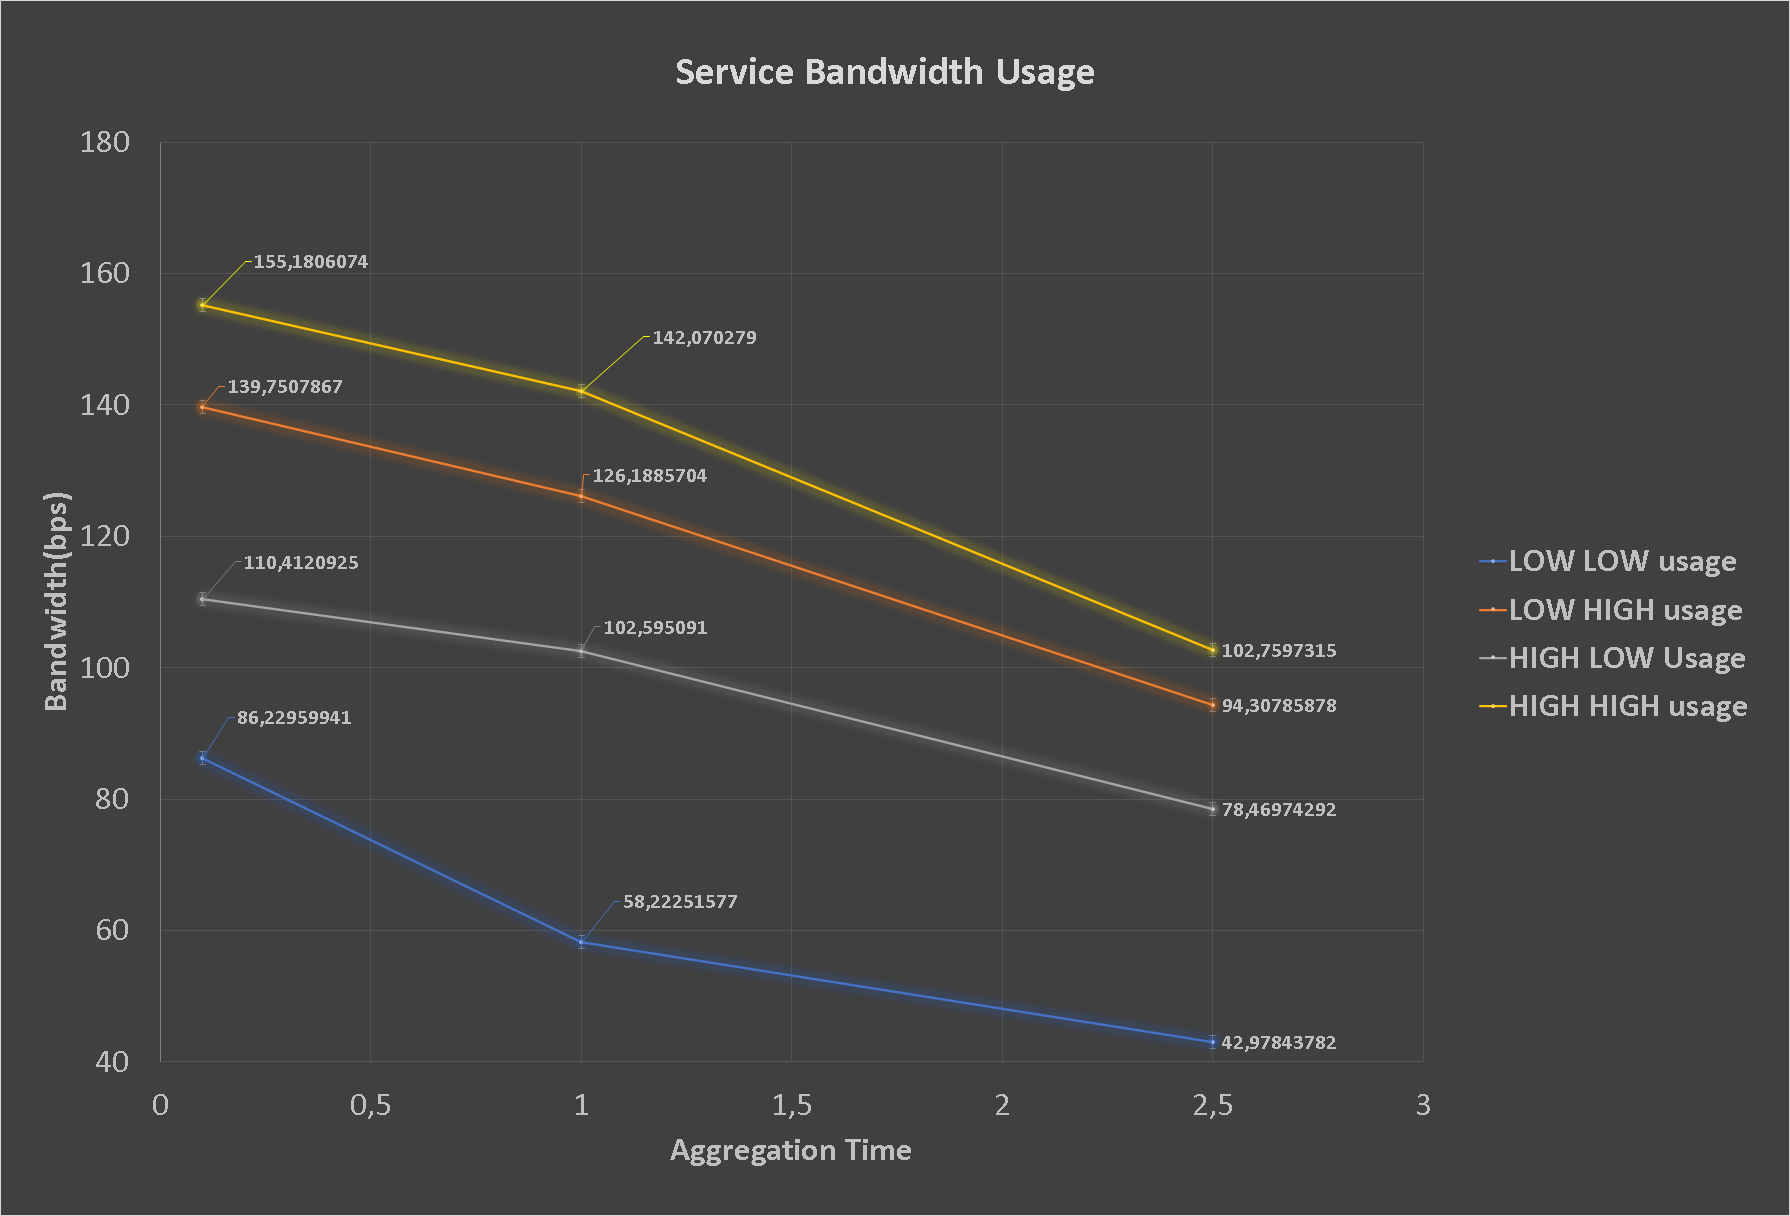 Service Bandwidth Usage
180
160
140
120
100
80
60
40
Bandwidth(bps)
155,1806074
142,070279
139,7507867
126,1885704
110,4120925
102,595091
102,7597315
94,30785878
86,22959941
78,46974292
58,22251577
42,97843782
0 0,5 1 1,5 2 2,5 3
Aggregation Time
LOW LOW usage
LOW HIGH usage
HIGH LOW Usage
HIGH HIGH usage